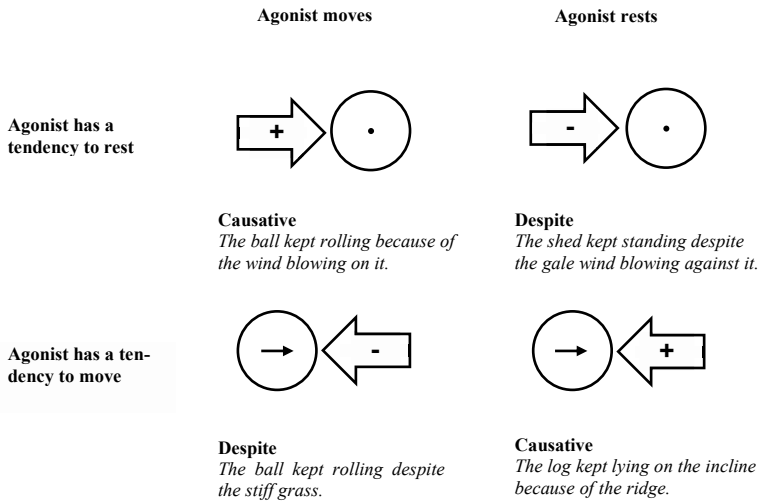 Agonist moves
Agonist rests
Agonist has a
tendency to rest
+
-
Causative
The ball kept rolling because of
the wind blowing on it.
Despite
The shed kept standing despite
the gale wind blowing against it.
Agonist has a ten-
dency to move
-
+
Despite
The ball kept rolling despite
the stiff grass.
Causative
The log kept lying on the incline
because of the ridge.